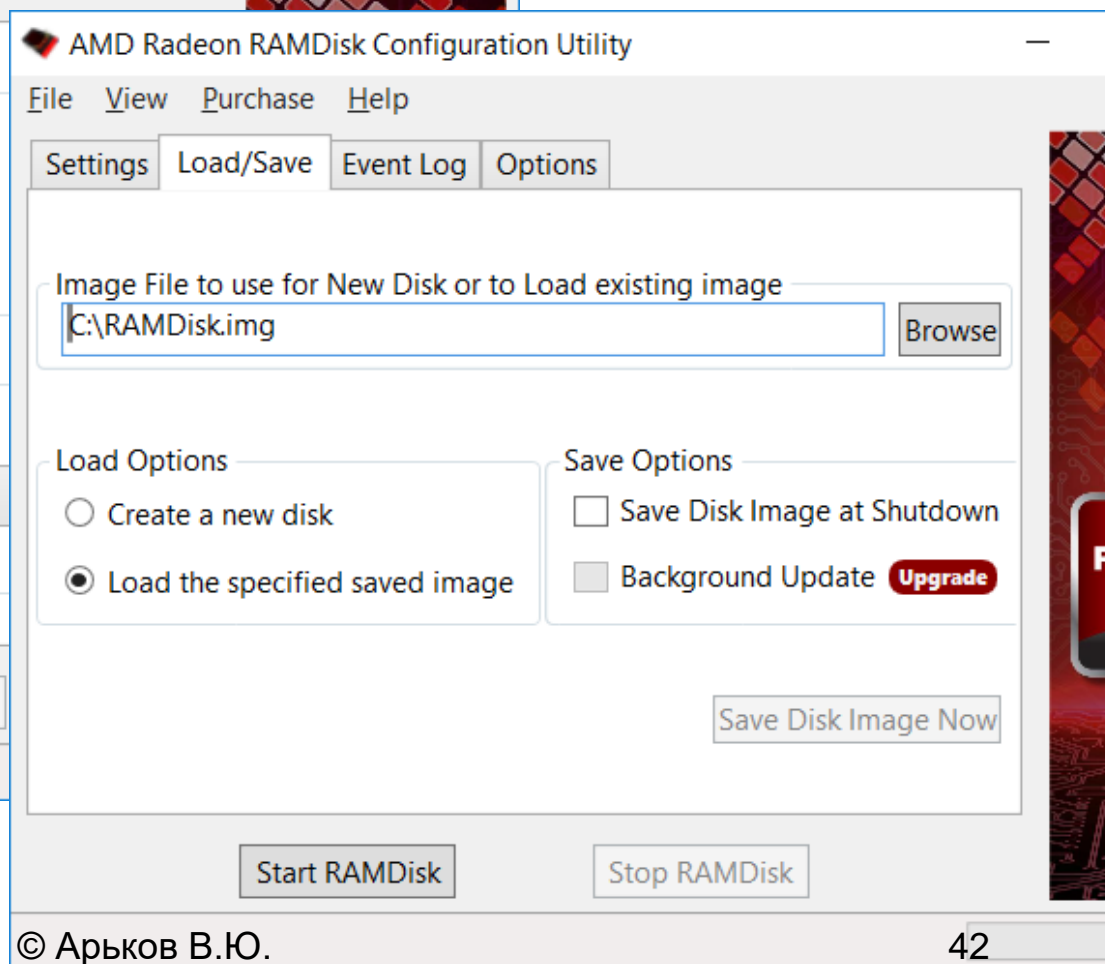 AMD Radeon RAMDisk Configuration Utility
File View Purchase Help
Settings Load/Save Event Log Options
Image File to use for New Disk or to Load existing image
C:\RAMDisk.img Browse
Load Options Save Options
Create a new disk Save Disk Image at Shutdown
Load the specified saved image Background Update Upgrade
Save Disk Image Now
Start RAMDisk Stop RAMDisk
© Арьков В.Ю. 42